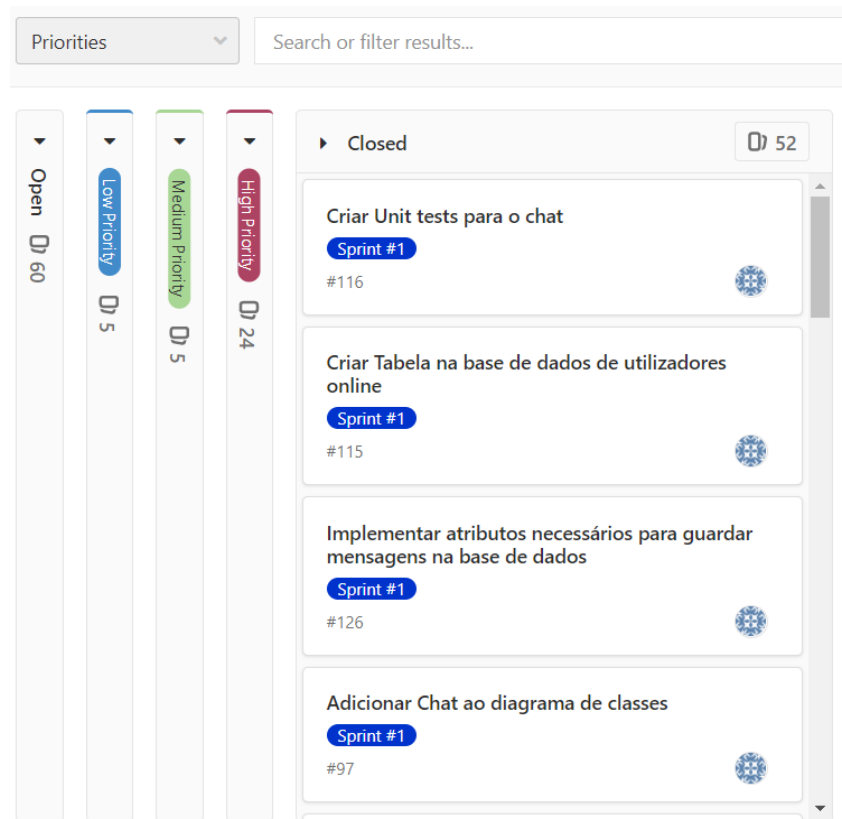 Priorities
Search or filter results...
Open 60
Low Priority 5
Medium Priority 5
High Priority 24
Closed 52
Criar Unit tests para o chat
Sprint #1
#116
Criar Tabela na base de dados de utilizadores
online
Sprint #1
#115
Implementar atributos necessários para guardar
mensagens na base de dados
Sprint #1
#126
Adicionar Chat ao diagrama de classes
Sprint #1
#97